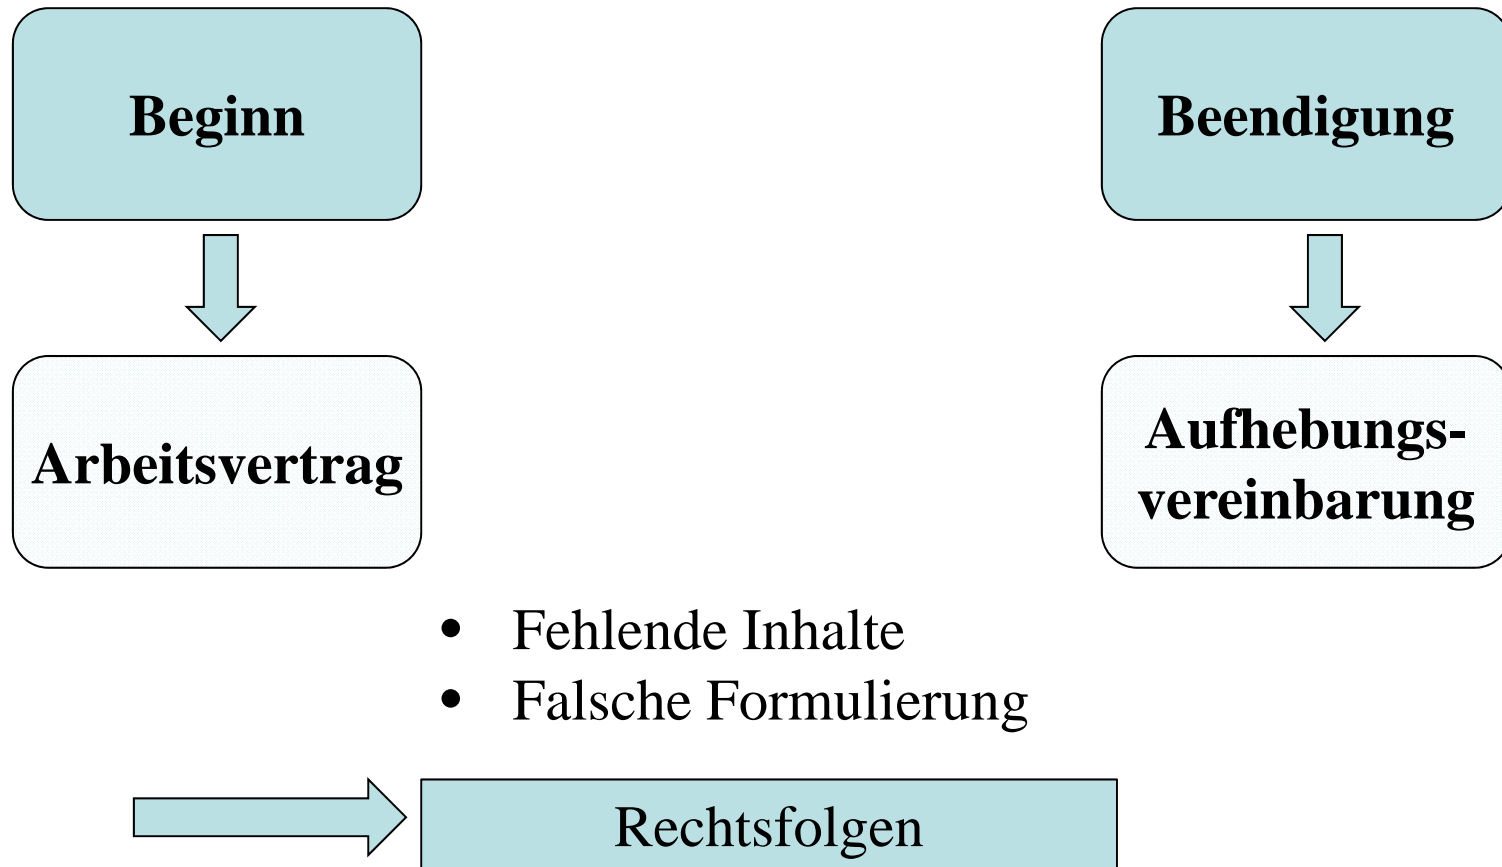 Beginn
Beendigung
Arbeitsvertrag
Aufhebungs-
vereinbarung
• Fehlende Inhalte
• Falsche Formulierung
Rechtsfolgen